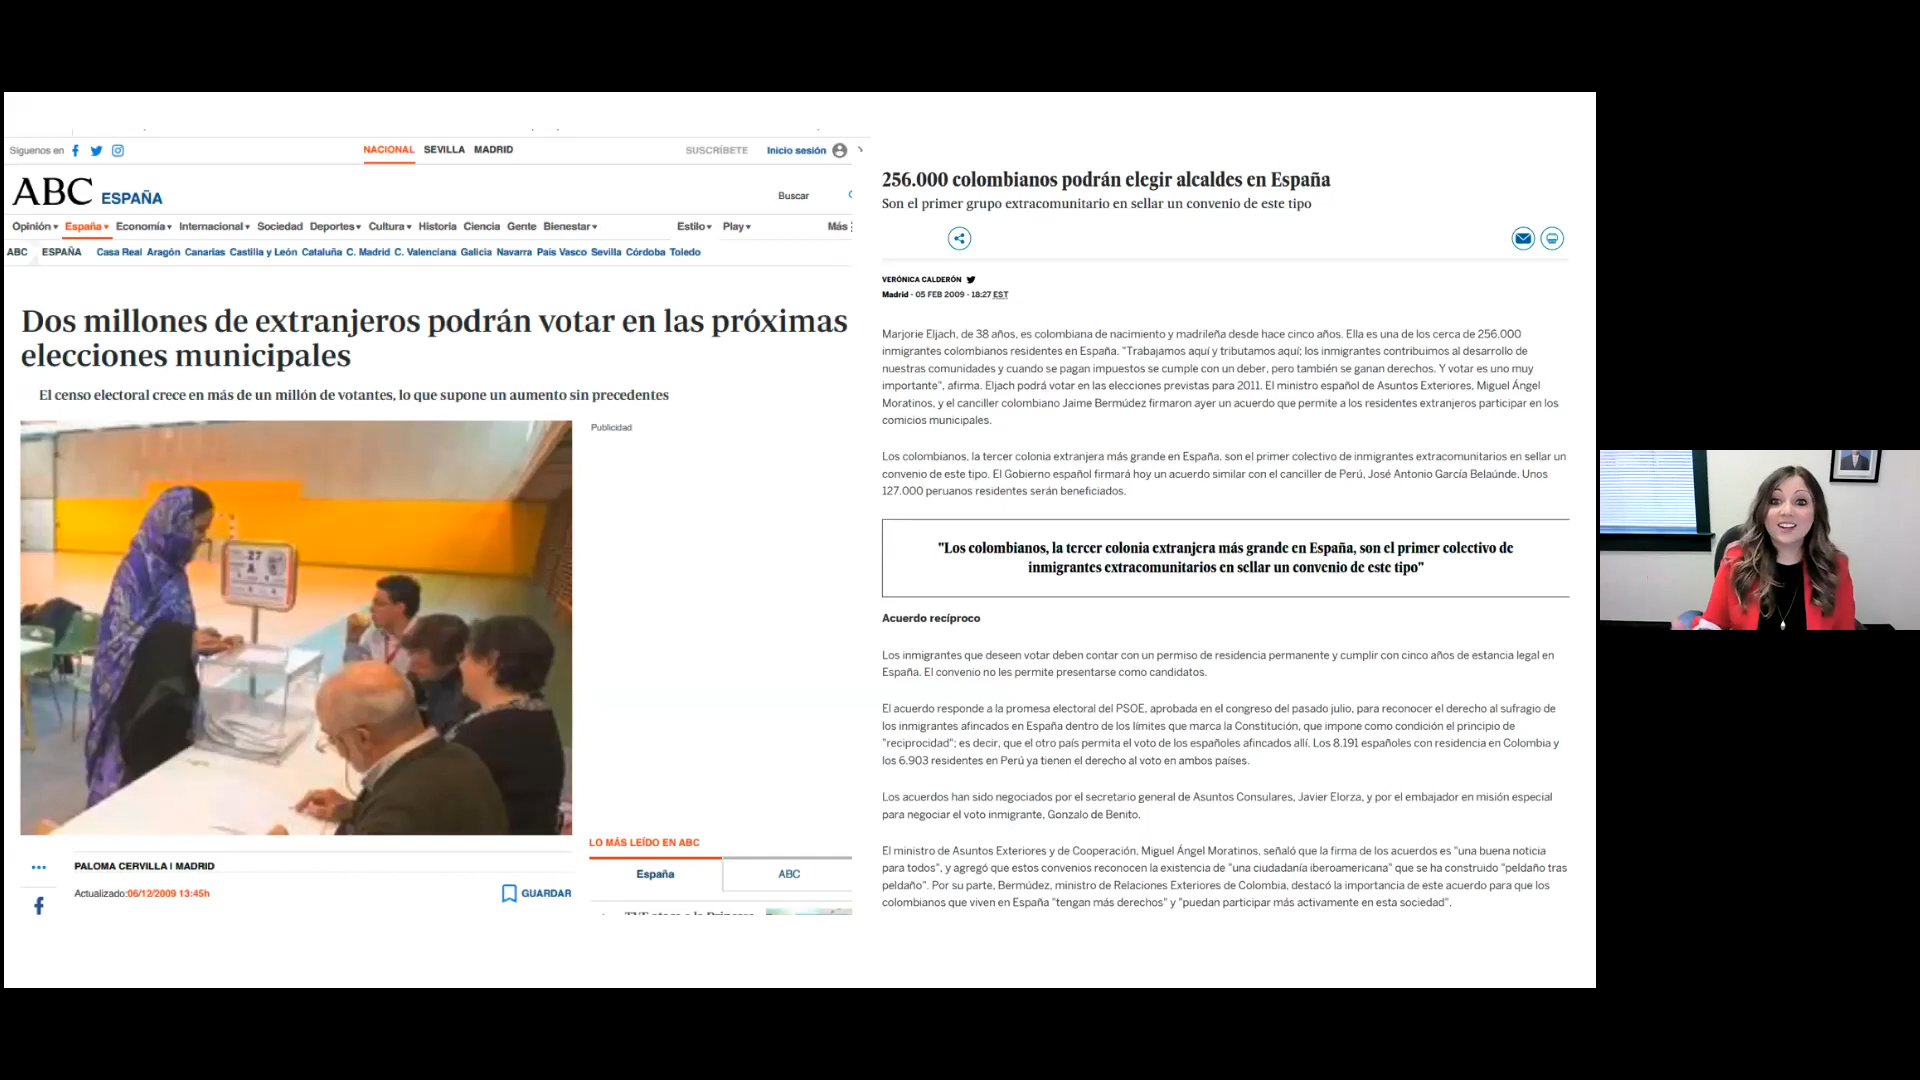 Síguenos en
NACIONAL SEVILLA MADRID
SUSCRÍBETE Inicio sesión
ABC ESPAÑA
Buscar
Opinión España Economía Internacional Sociedad Deportes Cultura Historia Ciencia Gente Bienestar Estilo Play Más
ABC ESPAÑA Casa Real Aragón Canarias Castilla y León Cataluña C. Madrid C. Valenciana Galicia Navarra País Vasco Sevilla Córdoba Toledo
Dos millones de extranjeros podrán votar en las próximas
elecciones municipales
El censo electoral crece en más de un millón de votantes, lo que supone un aumento sin precedentes
27
A
Publicidad
PALOMA CERVILLA | MADRID
Actualizado:06/12/2009 13:45h
GUARDAR
LO MÁS LEÍDO EN ABC
España ABC
256.000 colombianos podrán elegir alcaldes en España
Son el primer grupo extracomunitario en sellar un convenio de este tipo
VERÓNICA CALDERÓN
Madrid - 05 FEB 2009 - 18:27 EST
Marjorie Eljach, de 38 años, es colombiana de nacimiento y madrileña desde hace cinco años. Ella es una de los cerca de 256.000
inmigrantes colombianos residentes en España. "Trabajamos aquí y tributamos aquí; los inmigrantes contribuimos al desarrollo de
nuestras comunidades y cuando se pagan impuestos se cumple con un deber, pero también se ganan derechos. Y votar es uno muy
importante", afirma. Eljach podrá votar en las elecciones previstas para 2011. El ministro español de Asuntos Exteriores, Miguel Ángel
Moratinos, y el canciller colombiano Jaime Bermúdez firmaron ayer un acuerdo que permite a los residentes extranjeros participar en los
comicios municipales.
Los colombianos, la tercer colonia extranjera más grande en España, son el primer colectivo de inmigrantes extracomunitarios en sellar un
convenio de este tipo. El Gobierno español firmará hoy un acuerdo similar con el canciller de Perú, José Antonio García Belaúnde. Unos
127.000 peruanos residentes serán beneficiados.
"Los colombianos, la tercer colonia extranjera más grande en España, son el primer colectivo de
inmigrantes extracomunitarios en sellar un convenio de este tipo"
Acuerdo recíproco
Los inmigrantes que deseen votar deben contar con un permiso de residencia permanente y cumplir con cinco años de estancia legal en
España. El convenio no les permite presentarse como candidatos.
El acuerdo responde a la promesa electoral del PSOE, aprobada en el congreso del pasado julio, para reconocer el derecho al sufragio de
los inmigrantes afincados en España dentro de los límites que marca la Constitución, que impone como condición el principio de
"reciprocidad"; es decir, que el otro país permita el voto de los españoles afincados allí. Los 8.191 españoles con residencia en Colombia y
los 6.903 residentes en Perú ya tienen el derecho al voto en ambos países.
Los acuerdos han sido negociados por el secretario general de Asuntos Consulares, Javier Elorza, y por el embajador en misión especial
para negociar el voto inmigrante, Gonzalo de Benito.
El ministro de Asuntos Exteriores y de Cooperación, Miguel Ángel Moratinos, señaló que la firma de los acuerdos es "una buena noticia
para todos", y agregó que estos convenios reconocen la existencia de "una ciudadanía iberoamericana" que se ha construido "peldaño tras
peldaño". Por su parte, Bermúdez, ministro de Relaciones Exteriores de Colombia, destacó la importancia de este acuerdo para que los
colombianos que viven en España "tengan más derechos" y "puedan participar más activamente en esta sociedad".